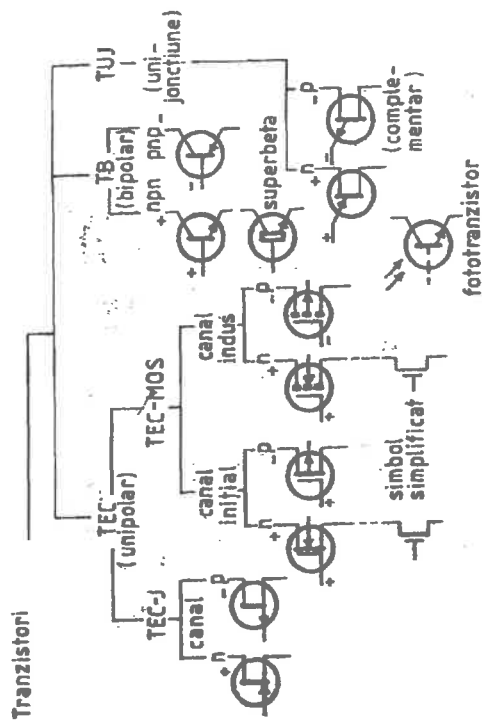 Tranzistori
TEC
(unipolar)
TB
(bipolar)
TUJ
(uni-
joncțiune)
TEC-J
TEC-MOS
npn pnp
+ -
+ -
superbeta
canal
n p
+ -
canal
inițial
n p
+ -
+ +
canal
indus
n p
+ -
+ -
n p
+ -
+ -
(comple-
mentar)
simbol
simplificat
fototranzistor